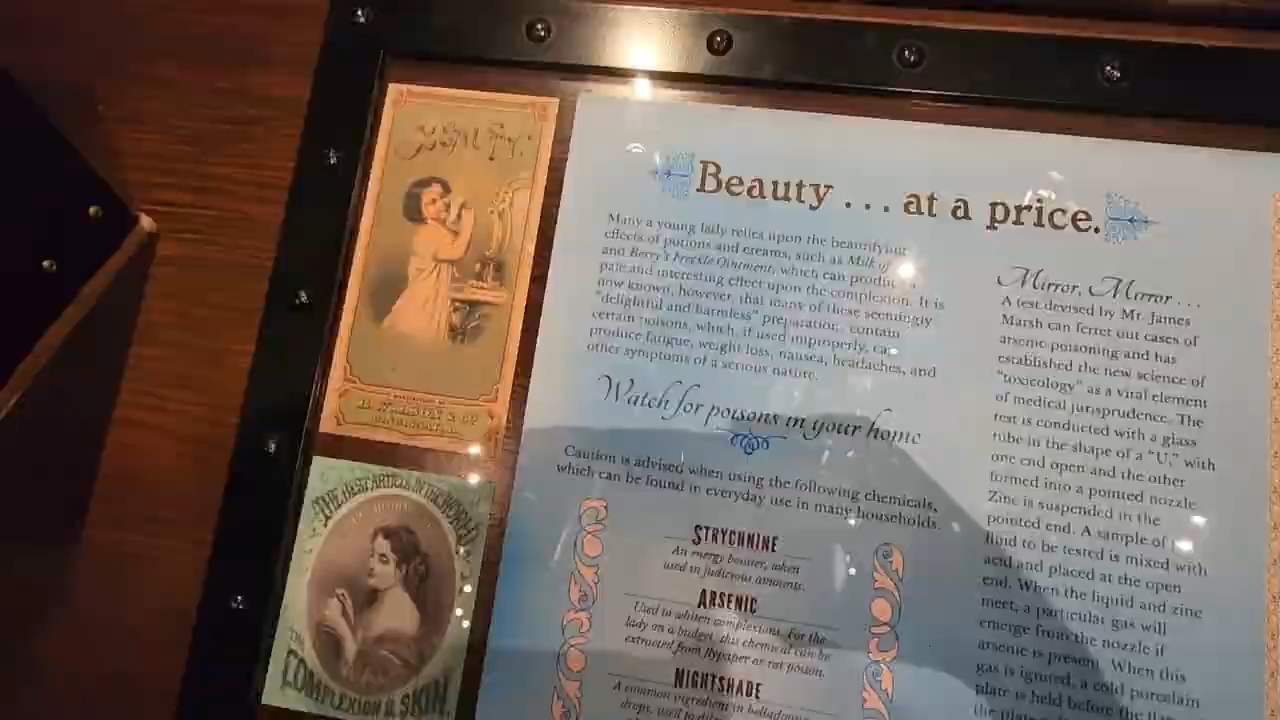 Beauty . . . at a price.
Many a young lady relies upon the beautifying
effects of potions and creams, such as Milk of
and Berry's Freckle Ointment, which can produce a
pale and interesting effect upon the complexion. It is
now known, however, that many of these seemingly
"delightful and harmless" preparations contain
certain poisons, which, if used improperly, can
produce fatigue, weight loss, nausea, headaches, and
other symptoms of a serious nature.
Watch for poisons in your home
Caution is advised when using the following chemicals,
which can be found in everyday use in many households.
STRYCHNINE
An energy booster, when
used in judicious amounts.
ARSENIC
Used to whiten complexions. For the
lady on a budget, this chemical can be
extracted from flypaper or rat poison.
NIGHTSHADE
A common ingredient in belladonna
drops, used to
Mirror, Mirror . . .
A test devised by Mr. James
Marsh can ferret out cases of
arsenic poisoning and has
established the new science of
"toxicology" as a viral element
of medical jurisprudence. The
test is conducted with a glass
tube in the shape of a "U," with
one end open and the other
formed into a pointed nozzle
Zinc is suspended in the
pointed end. A sample of
fluid to be tested is mixed with
acid and placed at the open
end. When the liquid and zinc
meet, a particular gas will
emerge from the nozzle if
arsenic is present. When this
gas is ignited, a cold porcelain
plate is held before the
the plate
THE BEST ARTICLE IN THE WORLD
COMPLEXION & SKIN.